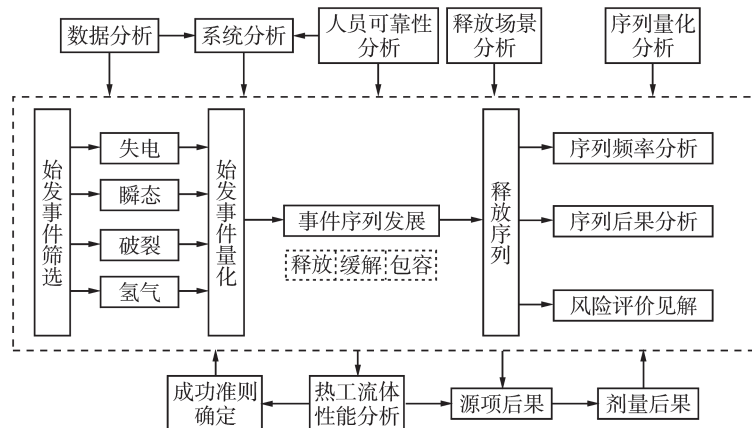 数据分析
系统分析
人员可靠性
分析
释放场景
分析
序列量化
分析
始发事件筛选
失电
瞬态
破裂
氢气
始发事件量化
事件序列发展
释放 缓解 包容
释放序列
序列频率分析
序列后果分析
风险评价见解
成功准则
确定
热工流体
性能分析
源项后果
剂量后果